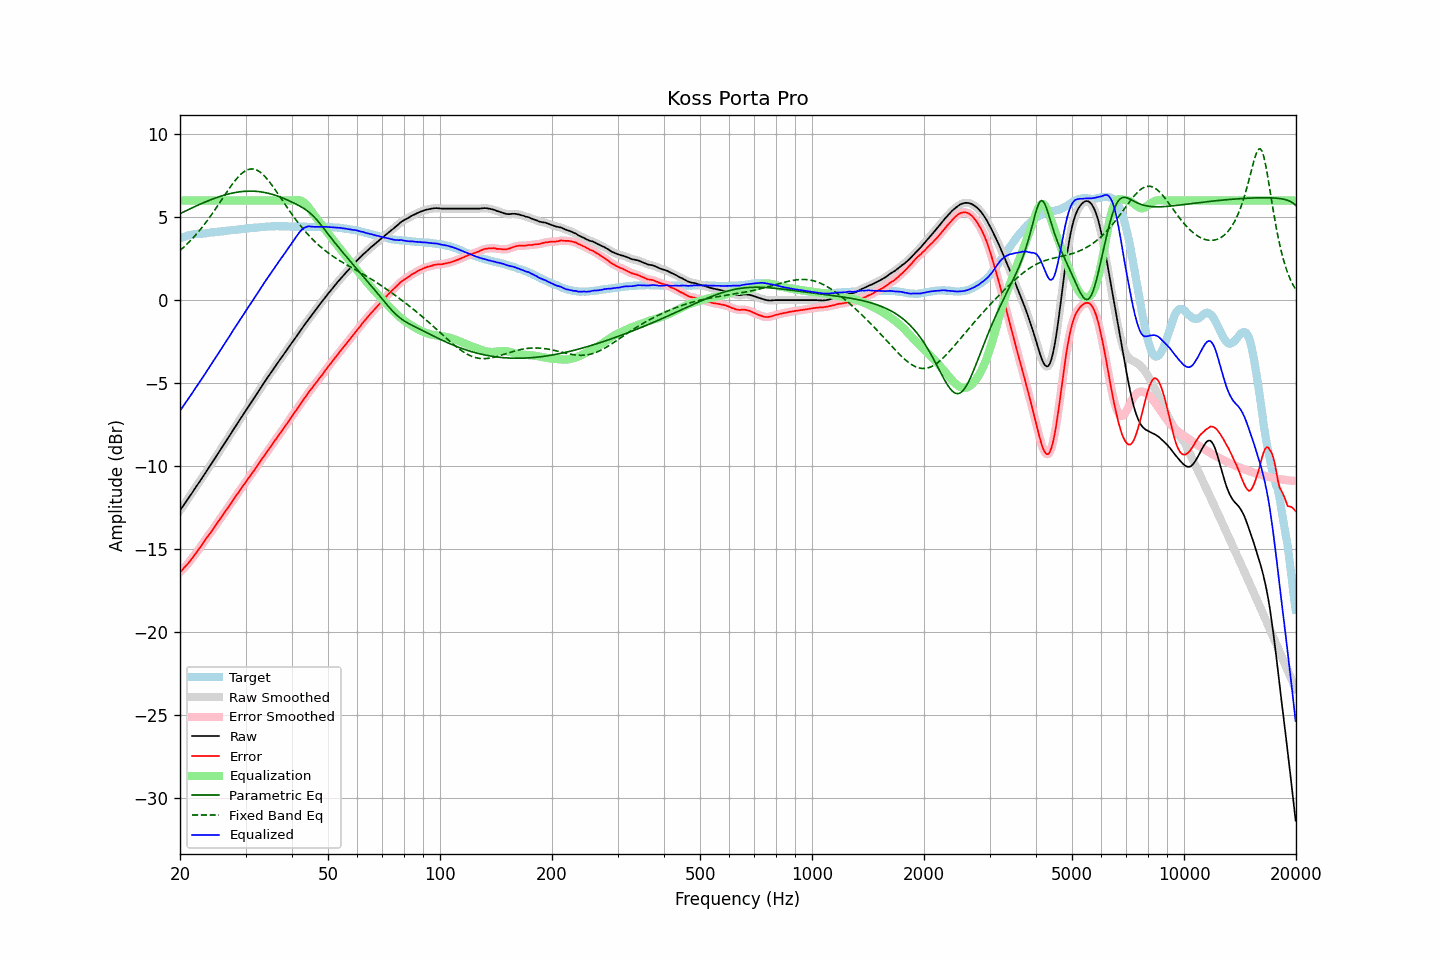 Koss Porta Pro
10
5
0
−5
−10
−15
−20
−25
−30
Amplitude (dBr)
Target
Raw Smoothed
Error Smoothed
Raw
Error
Equalization
Parametric Eq
Fixed Band Eq
Equalized
20 50 100 200 500 1000 2000 5000 10000 20000
Frequency (Hz)